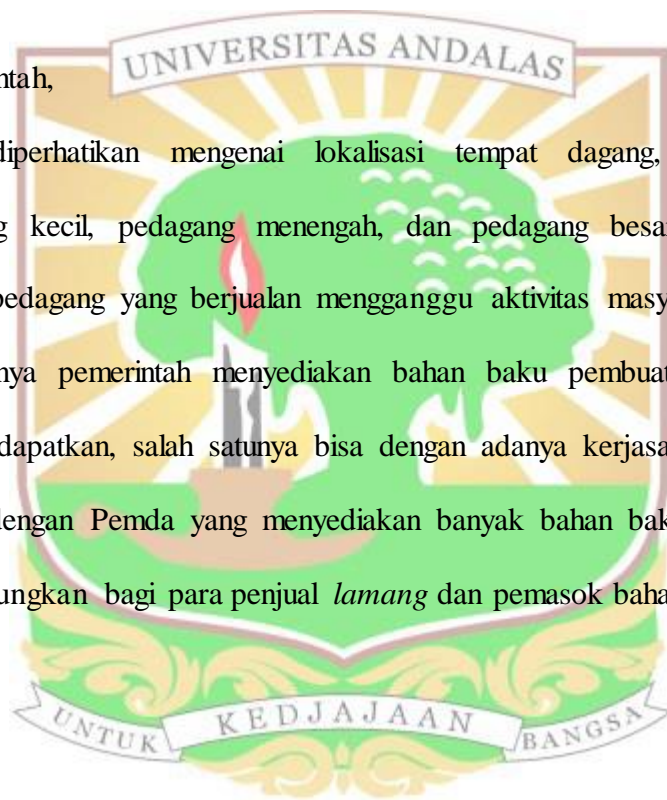 UNIVERSITAS ANDALAS
ntah,
diperhatikan mengenai lokalisasi tempat dagang,
g kecil, pedagang menengah, dan pedagang besa
pedagang yang berjualan mengganggu aktivitas masy
nya pemerintah menyediakan bahan baku pembuat
dapatkan, salah satunya bisa dengan adanya kerjasa
dengan Pemda yang menyediakan banyak bahan bak
ungkan bagi para penjual lamang dan pemasok baha
UNTUK KEDJAJAAN BANGSA